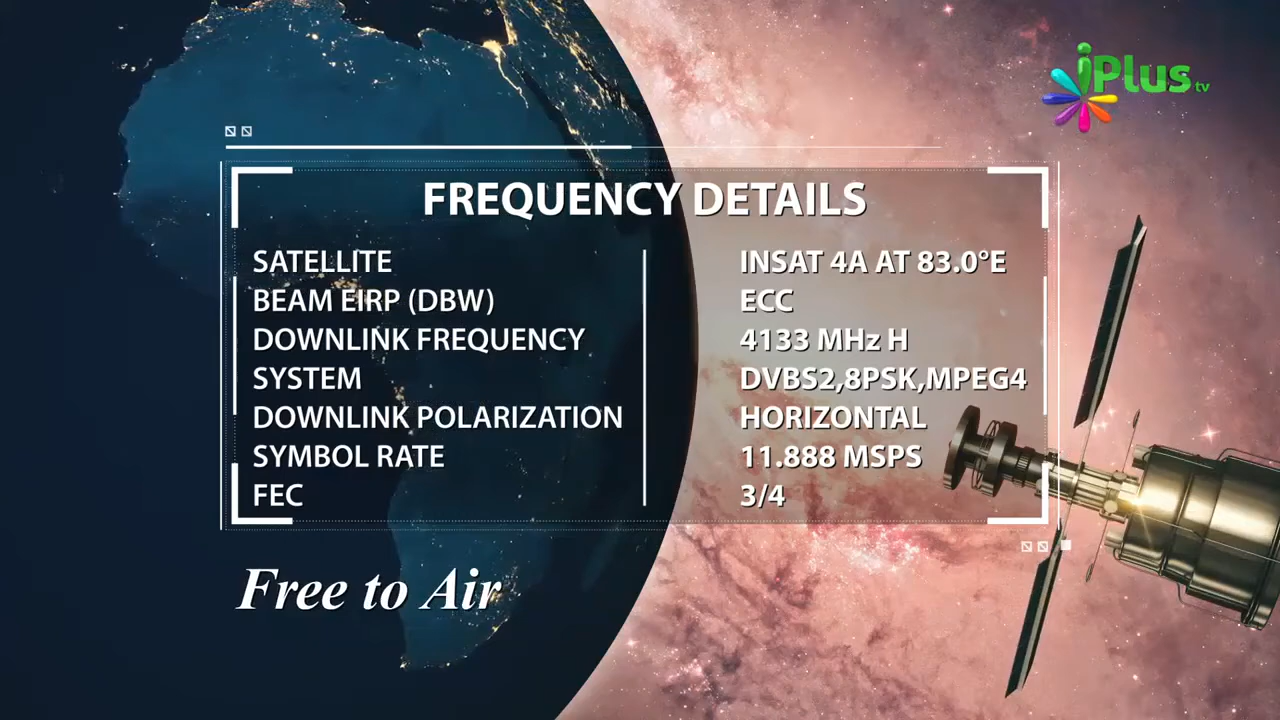 iPlus tv
FREQUENCY DETAILS
SATELLITE INSAT 4A AT 83.0°E
BEAM EIRP (DBW) ECC
DOWNLINK FREQUENCY 4133 MHz H
SYSTEM DVBS2,8PSK,MPEG4
DOWNLINK POLARIZATION HORIZONTAL
SYMBOL RATE 11.888 MSPS
FEC 3/4
Free to Air